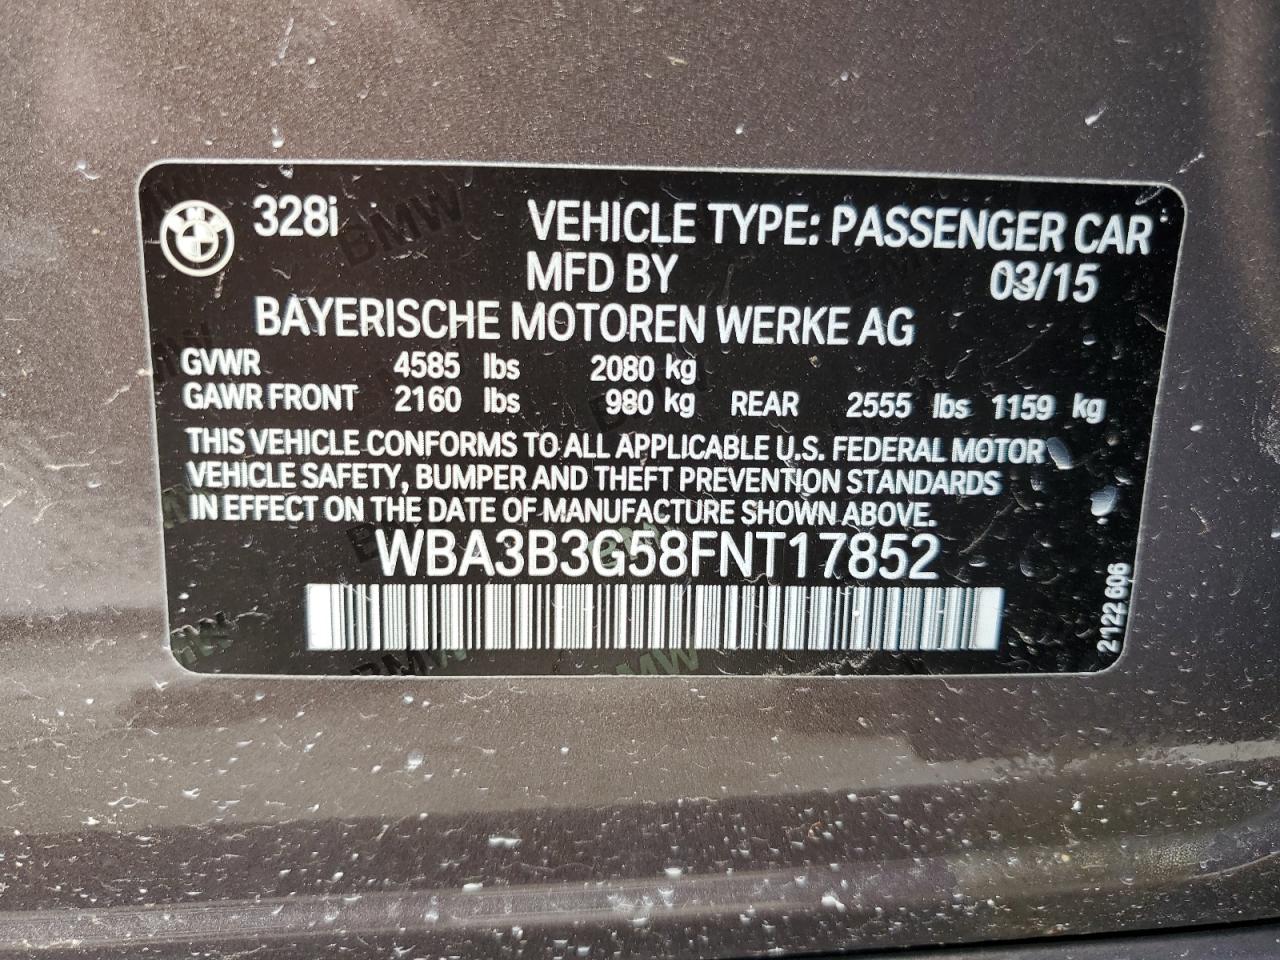 328i VEHICLE TYPE: PASSENGER CAR
MFD BY 03/15
BAYERISCHE MOTOREN WERKE AG
GVWR 4585 lbs 2080 kg
GAWR FRONT 2160 lbs 980 kg REAR 2555 lbs 1159 kg
THIS VEHICLE CONFORMS TO ALL APPLICABLE U.S. FEDERAL MOTOR
VEHICLE SAFETY, BUMPER AND THEFT PREVENTION STANDARDS
IN EFFECT ON THE DATE OF MANUFACTURE SHOWN ABOVE.
WBA3B3G58FNT17852
2122 606